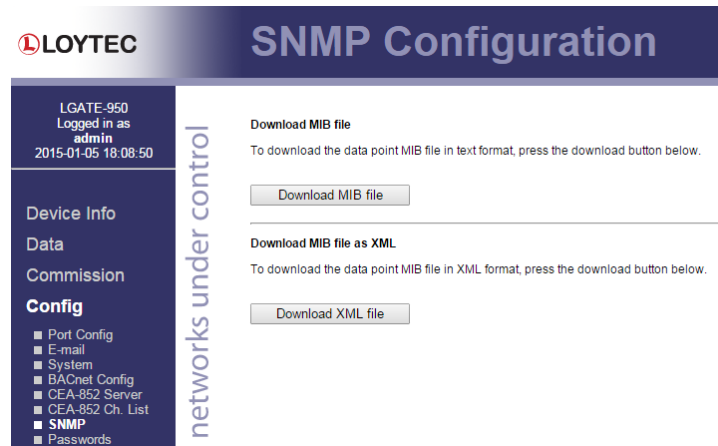 LOYTEC
SNMP Configuration
LGATE-950
Logged in as
admin
2015-01-05 18:08:50
Device Info
Data
Commission
Config
Port Config
E-mail
System
BACnet Config
CEA-852 Server
CEA-852 Ch. List
SNMP
Passwords
networks under control
Download MIB file
To download the data point MIB file in text format, press the download button below.
Download MIB file
Download MIB file as XML
To download the data point MIB file in XML format, press the download button below.
Download XML file